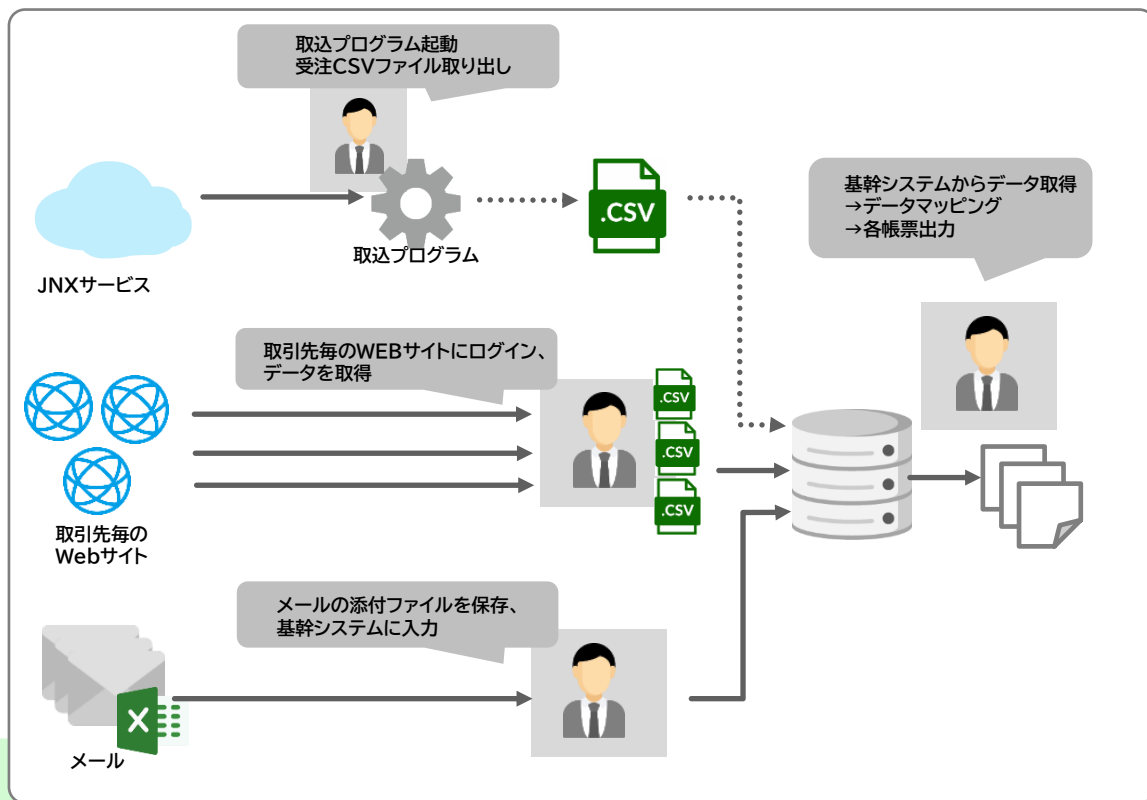 取込プログラム起動
受注CSVファイル取り出し
JNXサービス
取込プログラム
.CSV
基幹システムからデータ取得
→データマッピング
→各帳票出力
取引先毎のWEBサイトにログイン、
データを取得
.CSV
.CSV
.CSV
取引先毎の
Webサイト
メールの添付ファイルを保存、
基幹システムに入力
X
メール